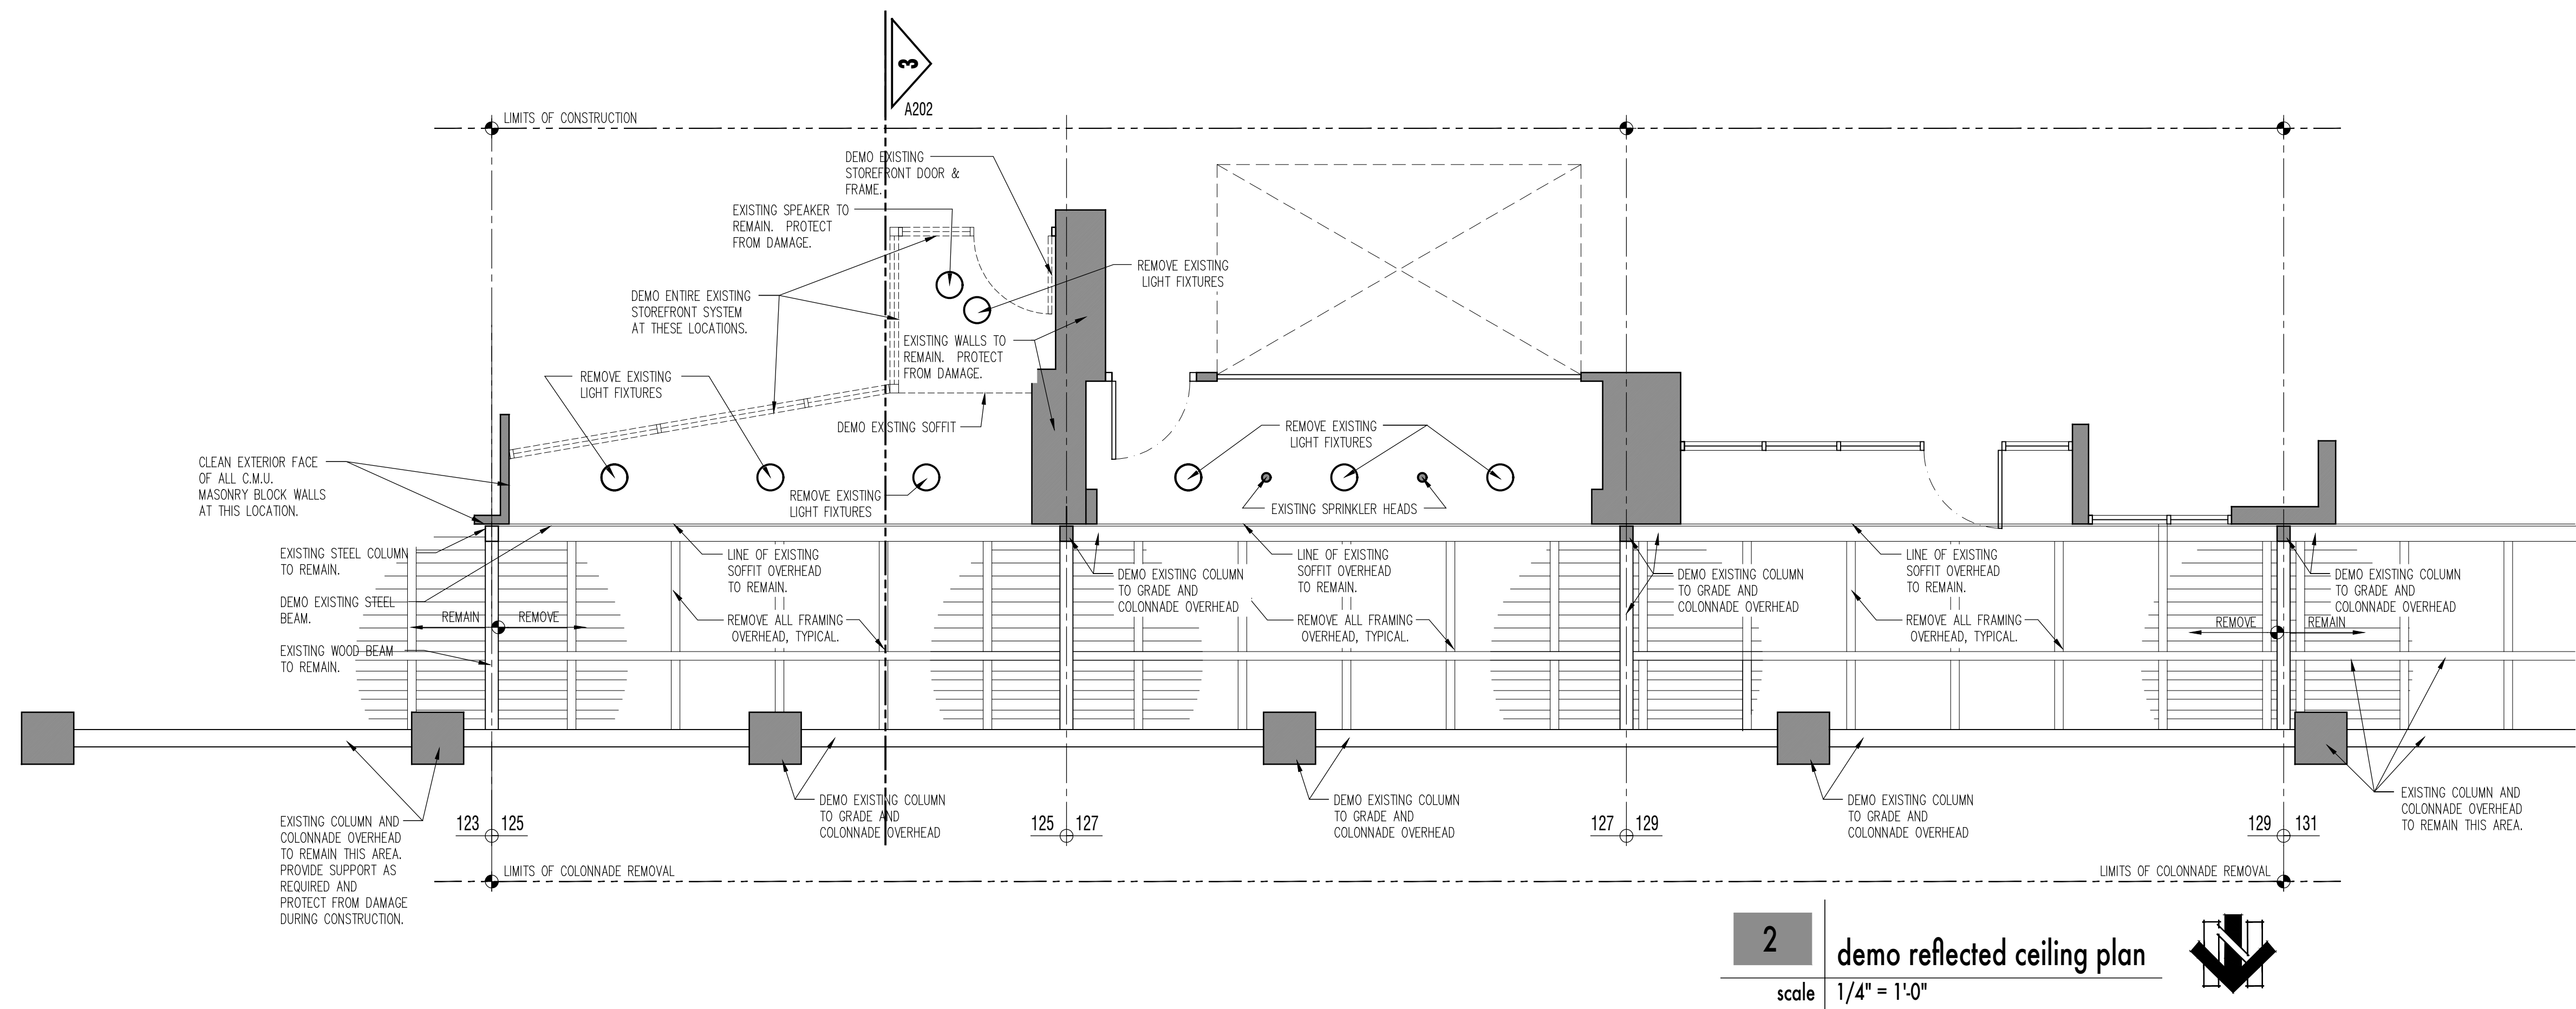 3
A202
LIMITS OF CONSTRUCTION
DEMO EXISTING
STOREFRONT DOOR &
FRAME.
EXISTING SPEAKER TO
REMAIN. PROTECT
FROM DAMAGE.
REMOVE EXISTING
LIGHT FIXTURES
DEMO ENTIRE EXISTING
STOREFRONT SYSTEM
AT THESE LOCATIONS.
EXISTING WALLS TO
REMAIN. PROTECT
FROM DAMAGE.
REMOVE EXISTING
LIGHT FIXTURES
DEMO EXISTING SOFFIT
REMOVE EXISTING
LIGHT FIXTURES
CLEAN EXTERIOR FACE
OF ALL C.M.U.
MASONRY BLOCK WALLS
AT THIS LOCATION.
REMOVE EXISTING
LIGHT FIXTURES
EXISTING SPRINKLER HEADS
EXISTING STEEL COLUMN
TO REMAIN.
LINE OF EXISTING
SOFFIT OVERHEAD
TO REMAIN.
DEMO EXISTING COLUMN
TO GRADE AND
COLONNADE OVERHEAD
LINE OF EXISTING
SOFFIT OVERHEAD
TO REMAIN.
DEMO EXISTING COLUMN
TO GRADE AND
COLONNADE OVERHEAD
LINE OF EXISTING
SOFFIT OVERHEAD
TO REMAIN.
DEMO EXISTING COLUMN
TO GRADE AND
COLONNADE OVERHEAD
DEMO EXISTING STEEL
BEAM.
REMAIN
REMOVE
REMOVE ALL FRAMING
OVERHEAD, TYPICAL.
REMOVE ALL FRAMING
OVERHEAD, TYPICAL.
REMOVE ALL FRAMING
OVERHEAD, TYPICAL.
REMOVE
REMAIN
EXISTING WOOD BEAM
TO REMAIN.
EXISTING COLUMN AND
COLONNADE OVERHEAD
TO REMAIN THIS AREA.
PROVIDE SUPPORT AS
REQUIRED AND
PROTECT FROM DAMAGE
DURING CONSTRUCTION.
DEMO EXISTING COLUMN
TO GRADE AND
COLONNADE OVERHEAD
DEMO EXISTING COLUMN
TO GRADE AND
COLONNADE OVERHEAD
DEMO EXISTING COLUMN
TO GRADE AND
COLONNADE OVERHEAD
EXISTING COLUMN AND
COLONNADE OVERHEAD
TO REMAIN THIS AREA.
123 125
125 127
127 129
129 131
LIMITS OF COLONNADE REMOVAL
LIMITS OF COLONNADE REMOVAL
2
demo reflected ceiling plan
scale 1/4" = 1'-0"
N